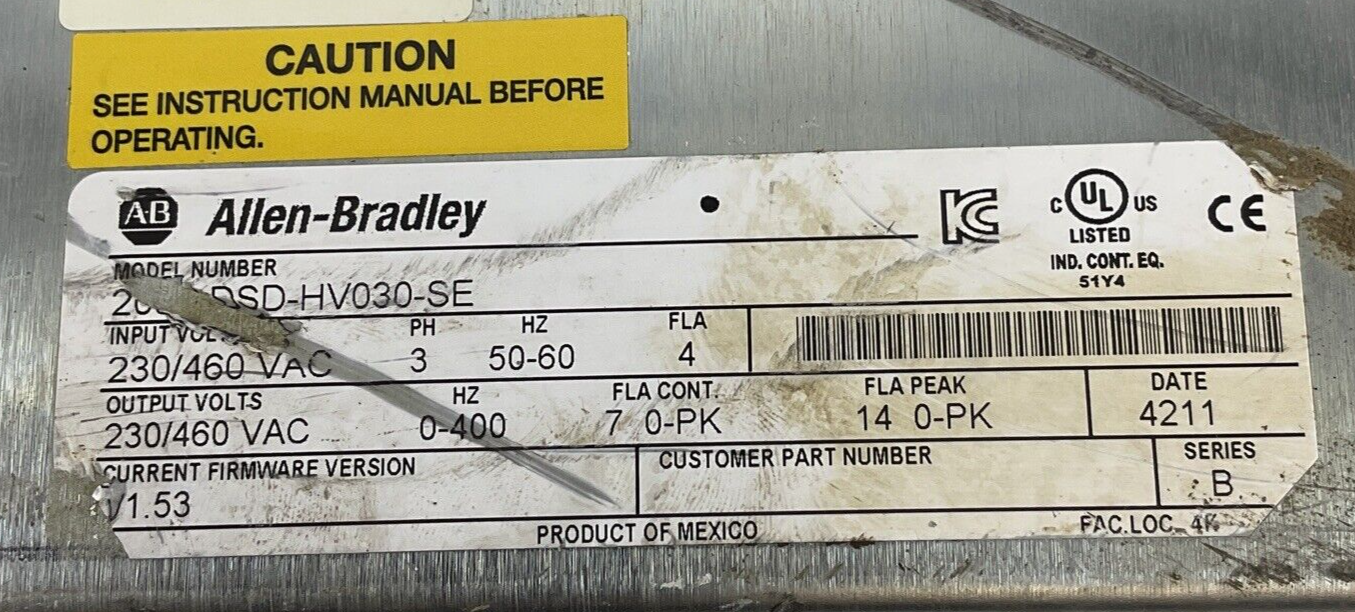 CAUTION
SEE INSTRUCTION MANUAL BEFORE
OPERATING.
AB Allen-Bradley
KC
C UL US
LISTED
IND. CONT. EQ.
51Y4
CE
MODEL NUMBER
DSD-HV030-SE
INPUT PH HZ FLA
230/460 VAC 3 50-60 4
OUTPUT VOLTS HZ FLA CONT. FLA PEAK DATE
230/460 VAC 0-400 7 0-PK 14 0-PK 4211
CURRENT FIRMWARE VERSION CUSTOMER PART NUMBER SERIES
V1.53 B
PRODUCT OF MEXICO FAC.LOC.